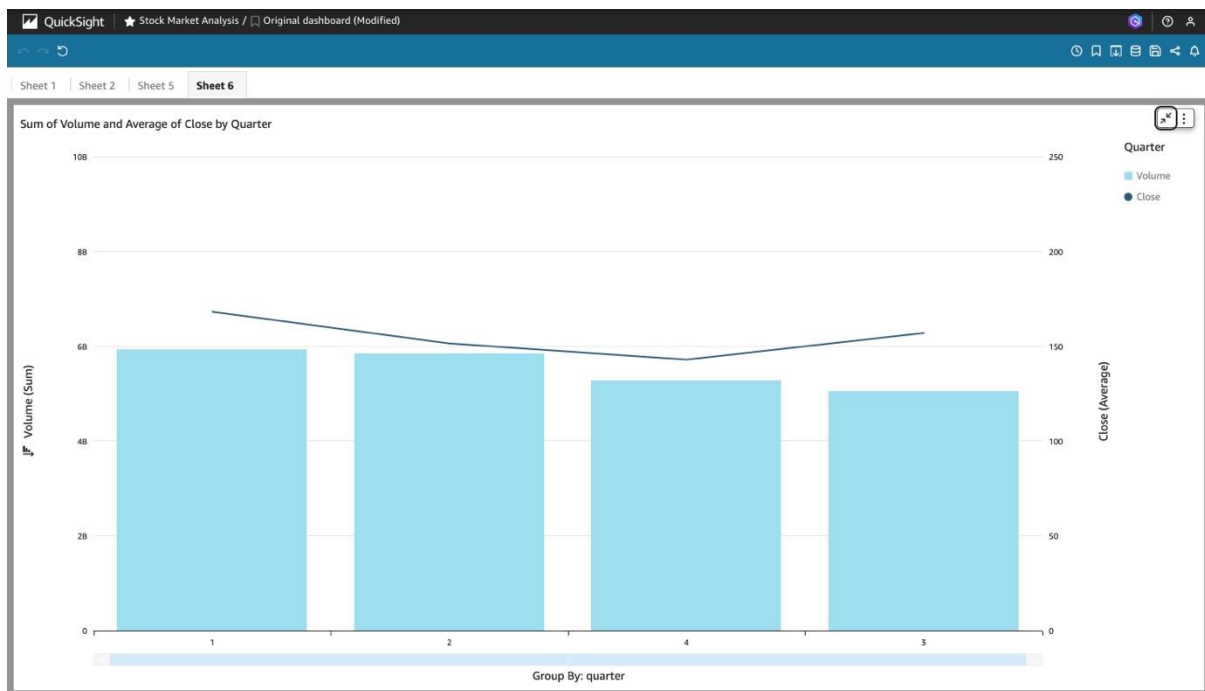 QuickSight Stock Market Analysis / Original dashboard (Modified)
Sheet 1 Sheet 2 Sheet 5 Sheet 6
Sum of Volume and Average of Close by Quarter
Quarter
Volume
Close
10B
8B
6B
4B
2B
0
Volume (Sum)
250
200
150
100
50
0
Close (Average)
1 2 4 3
Group By: quarter